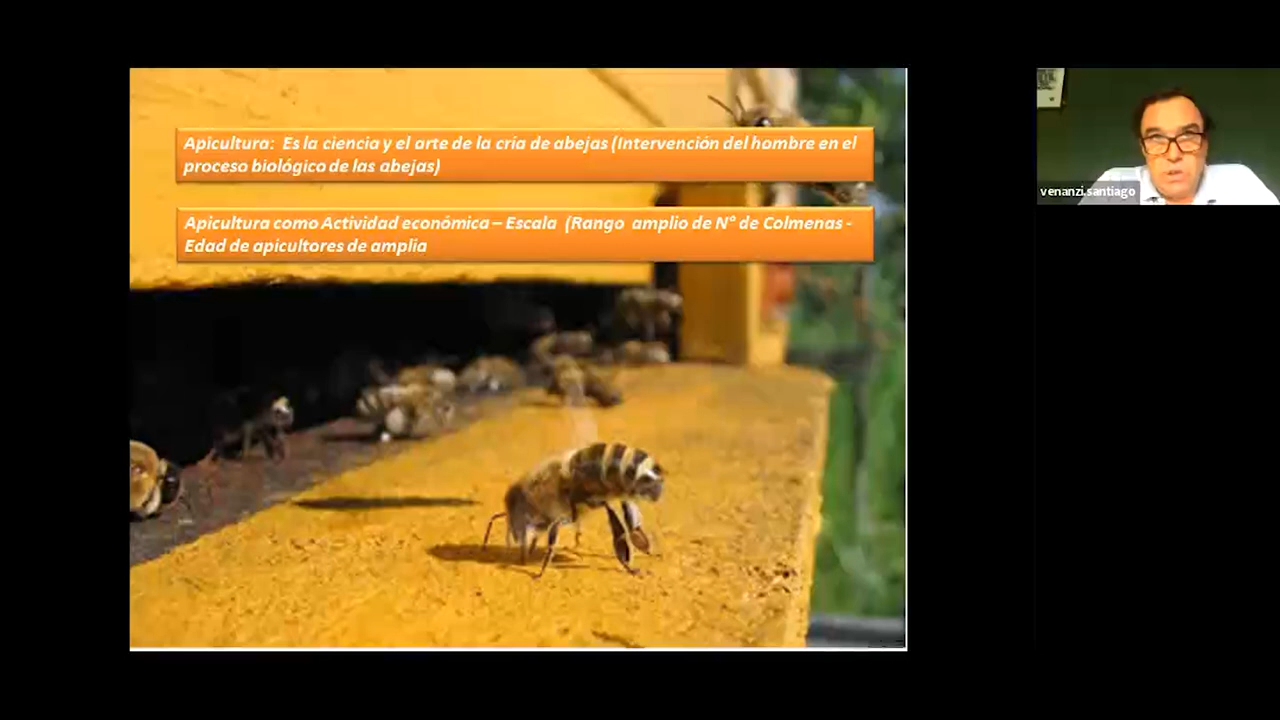 Apicultura: Es la ciencia y el arte de la cría de abejas (Intervención del hombre en el
proceso biológico de las abejas)
Apicultura como Actividad económica – Escala (Rango amplio de N° de Colmenas -
Edad de apicultores de amplia
venanzi.santiago